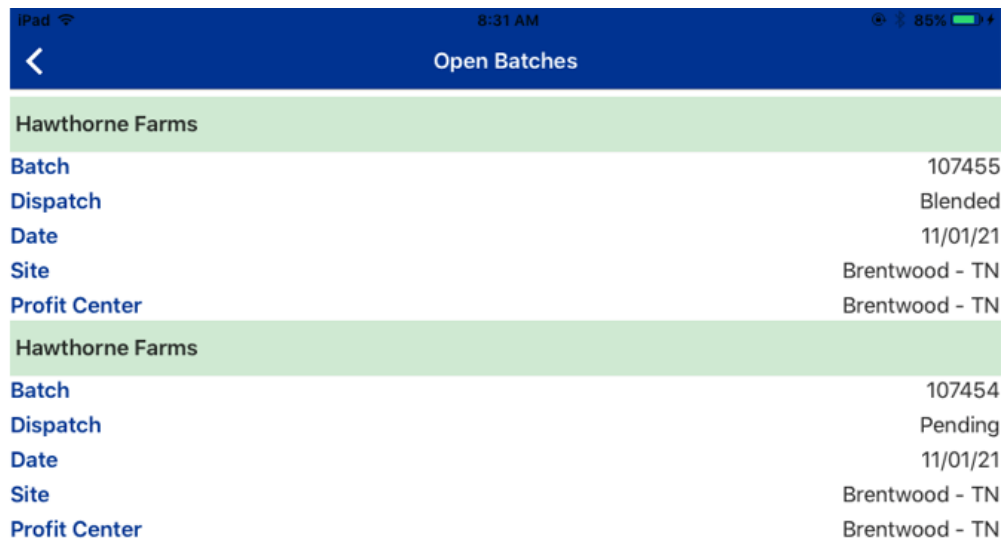 iPad 8:31 AM 85%
Open Batches
Hawthorne Farms
Batch 107455
Dispatch Blended
Date 11/01/21
Site Brentwood - TN
Profit Center Brentwood - TN
Hawthorne Farms
Batch 107454
Dispatch Pending
Date 11/01/21
Site Brentwood - TN
Profit Center Brentwood - TN